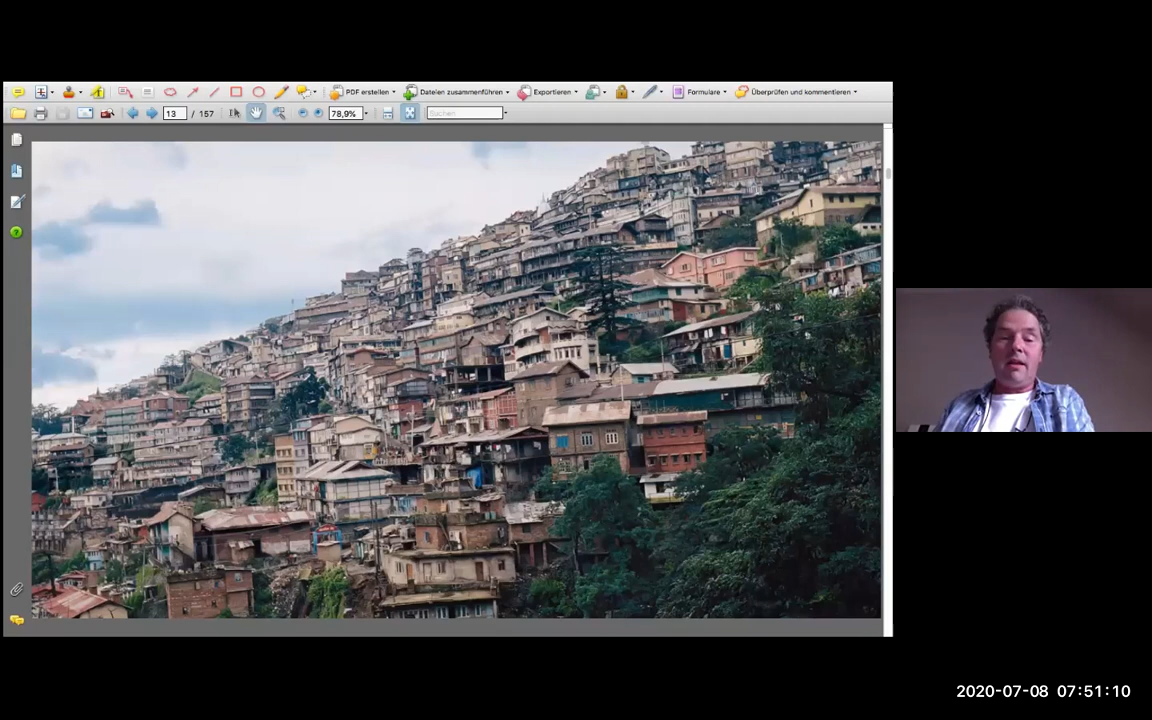 PDF erstellen Dateien zusammenführen Exportieren Formulare Überprüfen und kommentieren
13 / 157 78,9% Suchen
2020-07-08 07:51:10